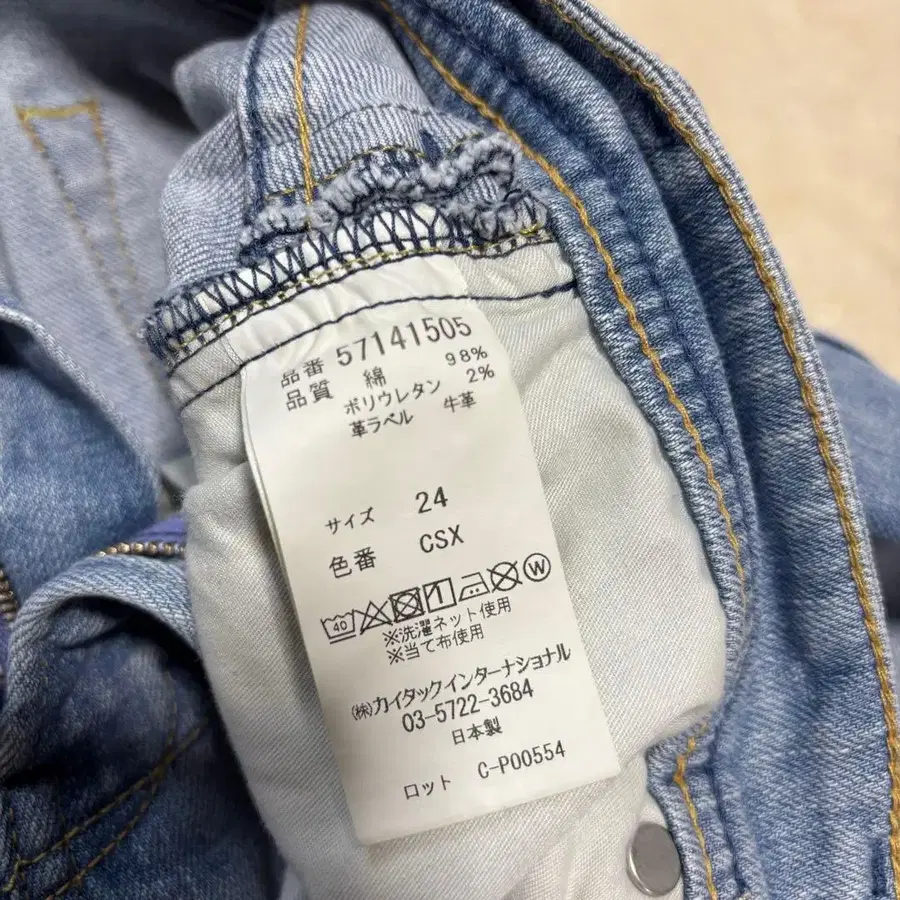 品番 57141505
品質 綿 98%
ポリウレタン 2%
革ラベル 牛革
サイズ 24
色番 CSX
40 W
※洗濯ネット使用
※当て布使用
㈱カイタックインターナショナル
03-5722-3684
日本製
ロット C-P00554